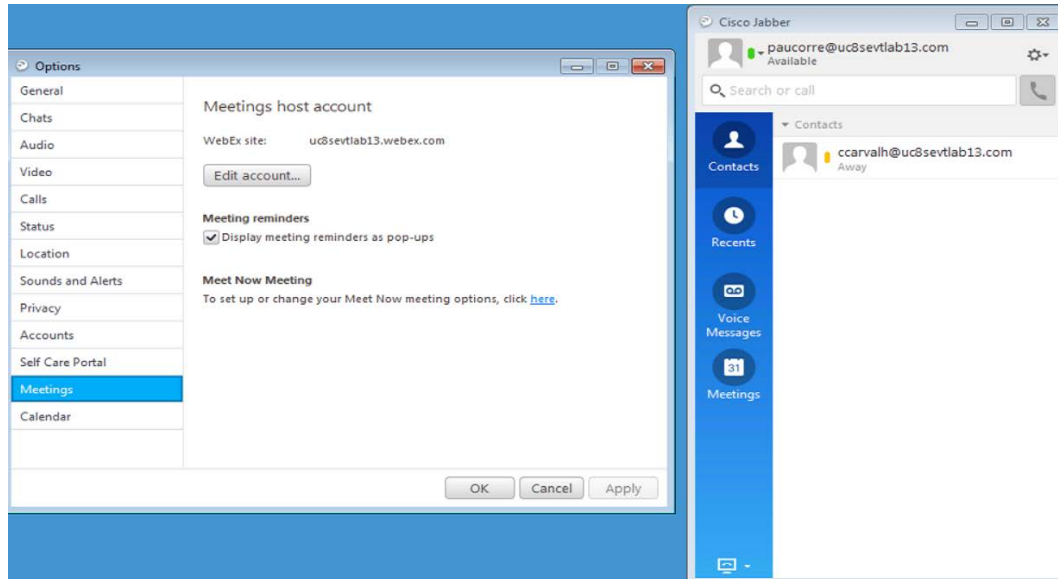 Options
General
Chats
Audio
Video
Calls
Status
Location
Sounds and Alerts
Privacy
Accounts
Self Care Portal
Meetings
Calendar
Meetings host account
WebEx site: uc8sevtlab13.webex.com
Edit account...
Meeting reminders
Display meeting reminders as pop-ups
Meet Now Meeting
To set up or change your Meet Now meeting options, click here.
OK Cancel Apply
Cisco Jabber
paucorre@uc8sevtlab13.com
Available
Search or call
Contacts
Recents
Voice
Messages
31
Meetings
Contacts
ccarvalh@uc8sevtlab13.com
Away